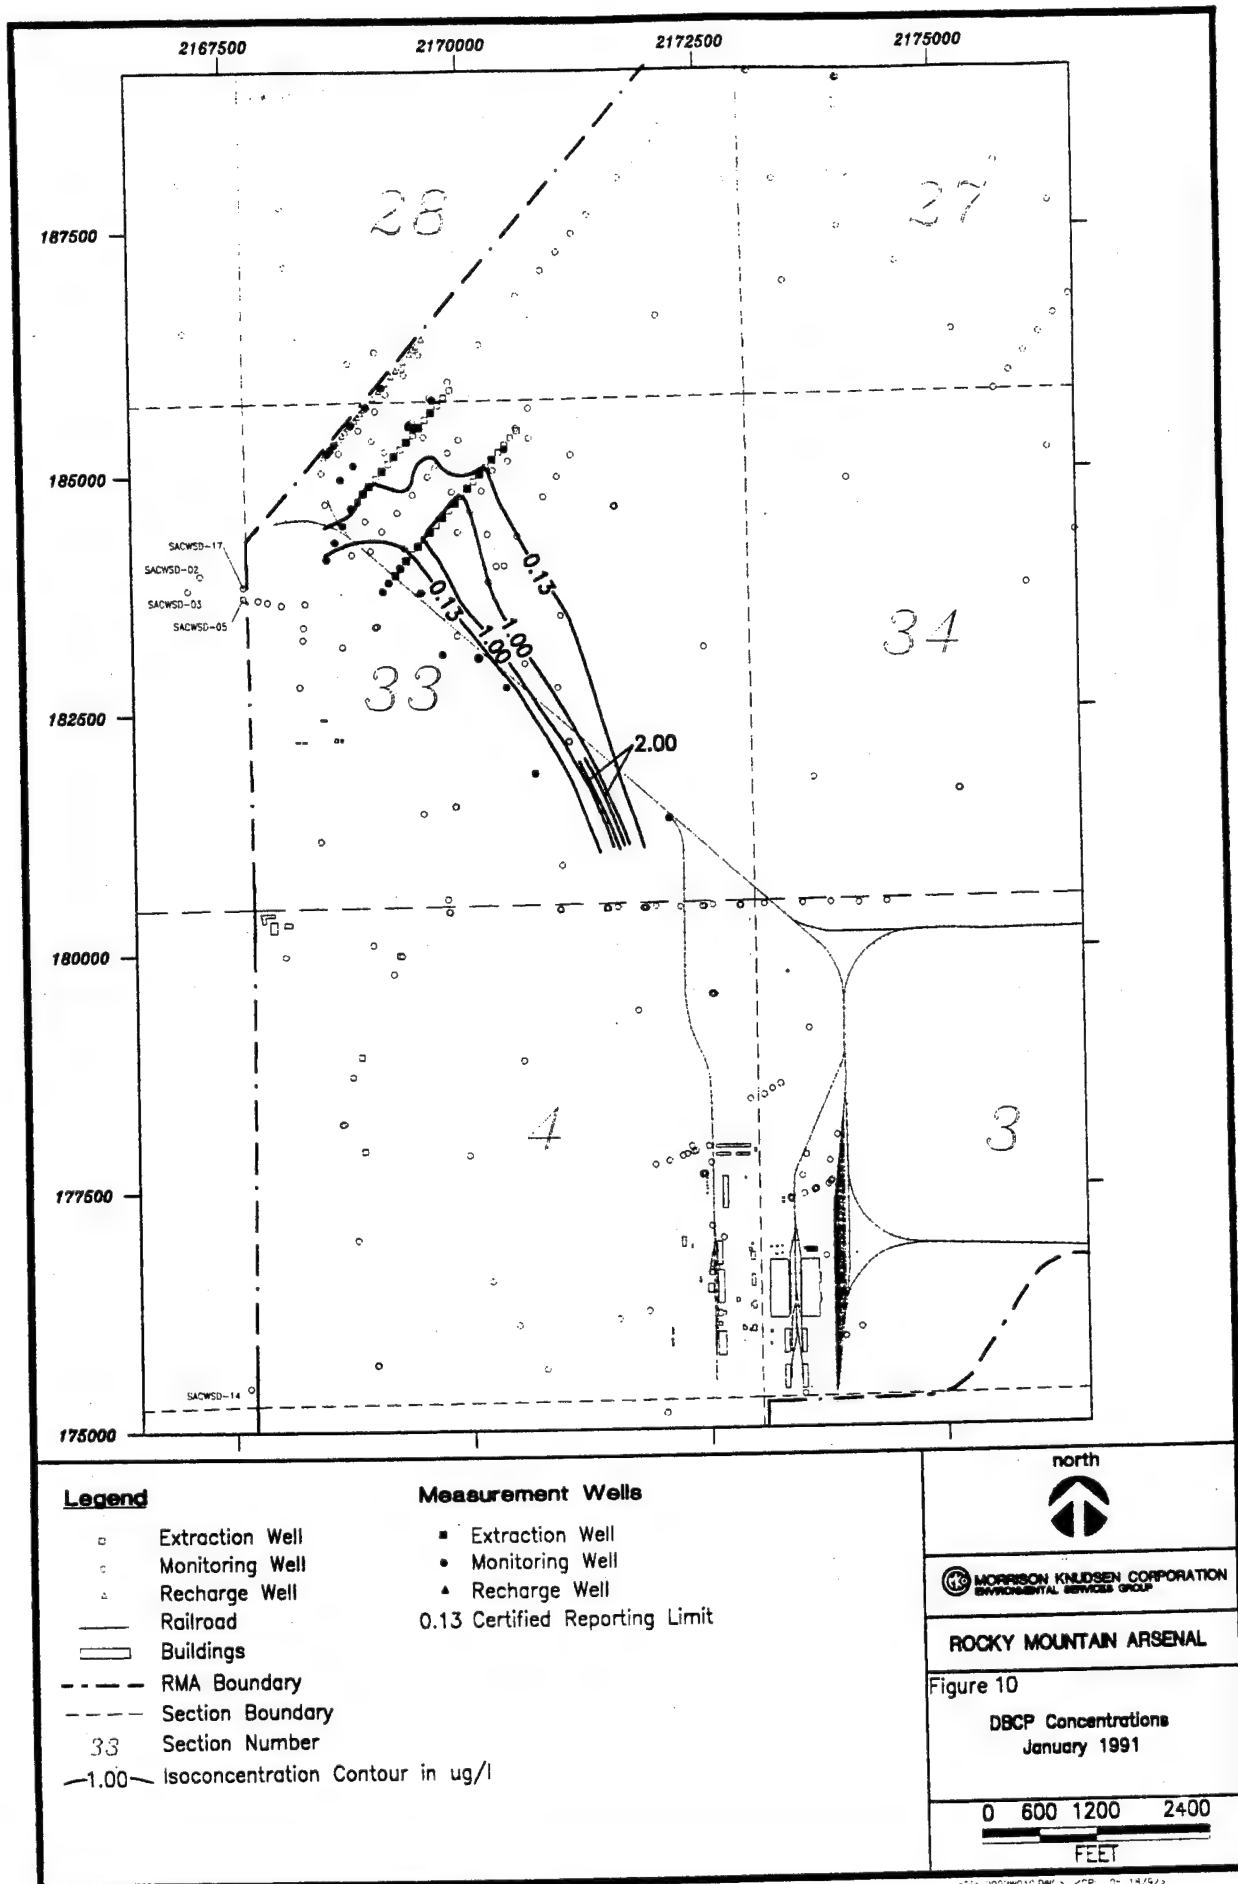 2167500 2170000 2172500 2175000
28
27
187500
185000
SACWSD-17
SACWSD-02
SACWSD-03
SACWSD-05
0.13
0.13
1.00
1.00
33
34
182500
2.00
180000
4
3
177500
SACWSD-14
175000
Legend
Extraction Well
Monitoring Well
Recharge Well
Railroad
Buildings
RMA Boundary
Section Boundary
33 Section Number
1.00 Isoconcentration Contour in ug/l
Measurement Wells
Extraction Well
Monitoring Well
Recharge Well
0.13 Certified Reporting Limit
north
MORRISON KNUDSEN CORPORATION
ENVIRONMENTAL SERVICES GROUP
ROCKY MOUNTAIN ARSENAL
Figure 10
DBCP Concentrations
January 1991
0 600 1200 2400
FEET